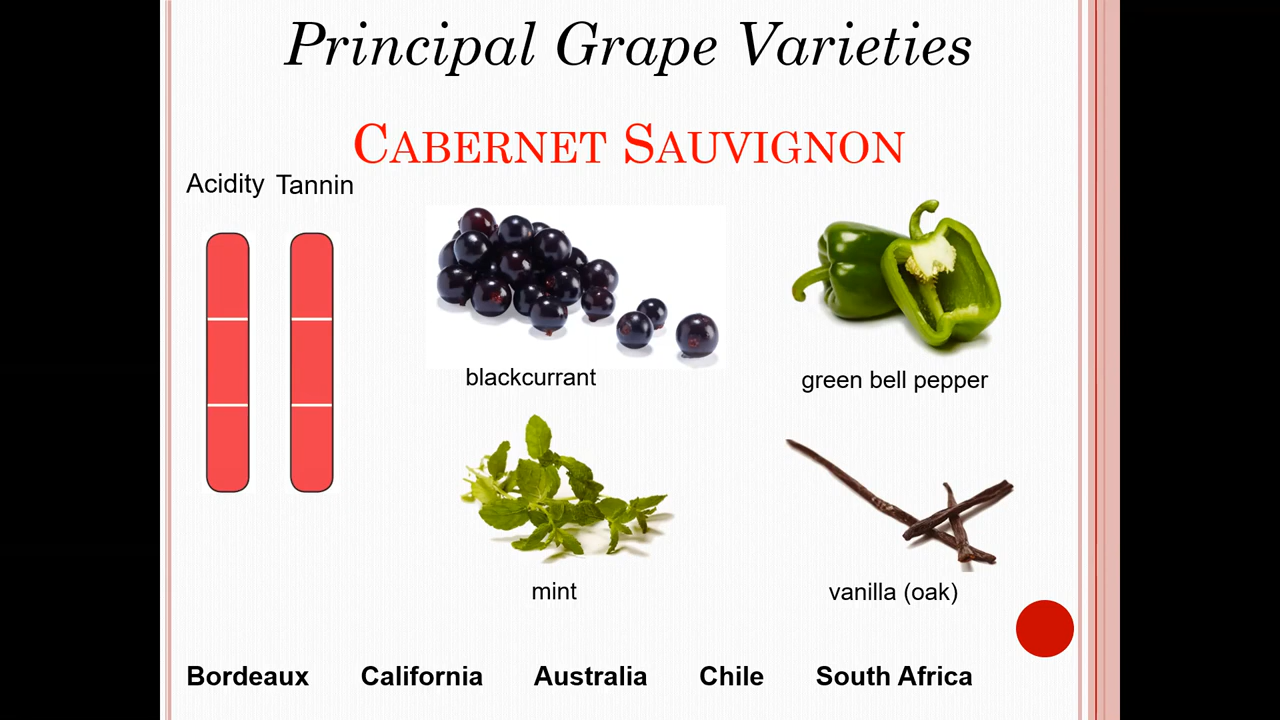 Principal Grape Varieties
CABERNET SAUVIGNON
Acidity Tannin
blackcurrant
green bell pepper
mint
vanilla (oak)
Bordeaux California Australia Chile South Africa